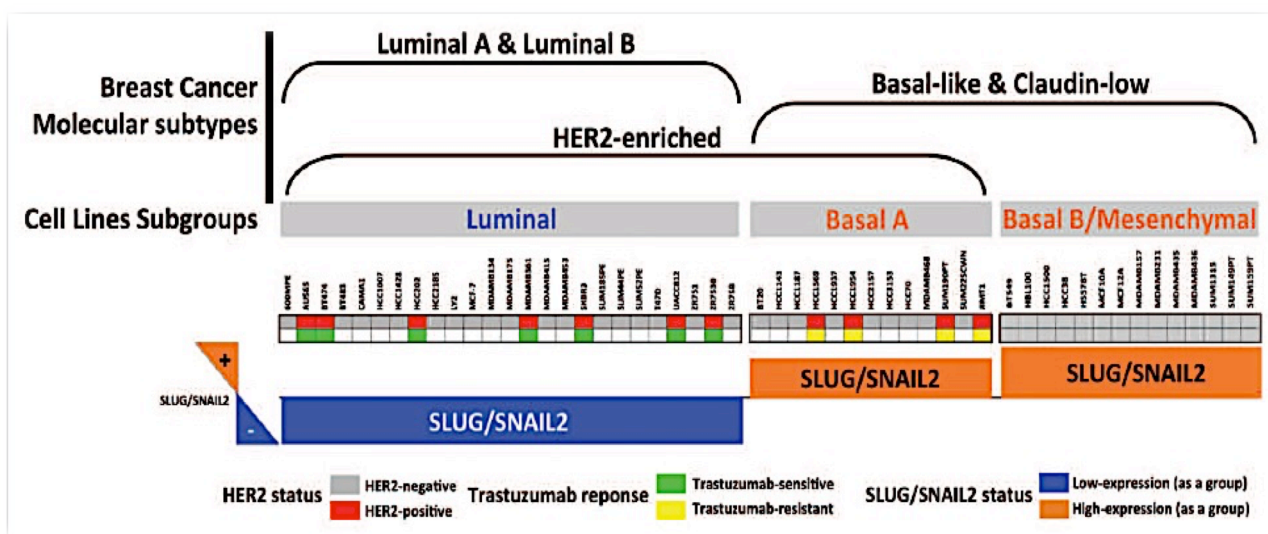 Luminal A & Luminal B
Breast Cancer
Molecular subtypes
Basal-like & Claudin-low
HER2-enriched
Cell Lines Subgroups
Luminal
Basal A
Basal B/Mesenchymal
600MPE
AU565
BT474
BT483
CAMA1
HCC1007
HCC1428
HCC202
HCC2185
LY2
MCF-7
MDAMB134
MDAMB175
MDAMB361
MDAMB415
MDAMB453
SKBR3
SUM185PE
SUM44PE
SUM52PE
T47D
UACC812
ZR751
ZR7530
ZR75B
BT20
HCC1143
HCC1187
HCC1569
HCC1937
HCC1954
HCC2157
HCC3153
HCC70
MDAMB468
SUM190PT
SUM225CWN
BT549
HBL100
HCC1500
HCC38
HS578T
MCF10A
MCF12A
MDAMB157
MDAMB231
MDAMB435
MDAMB436
SUM1315
SUM149PT
SUM159PT
+
-
SLUG/SNAIL2
SLUG/SNAIL2
SLUG/SNAIL2
SLUG/SNAIL2
HER2 status
HER2-negative
HER2-positive
Trastuzumab reponse
Trastuzumab-sensitive
Trastuzumab-resistant
SLUG/SNAIL2 status
Low-expression (as a group)
High-expression (as a group)